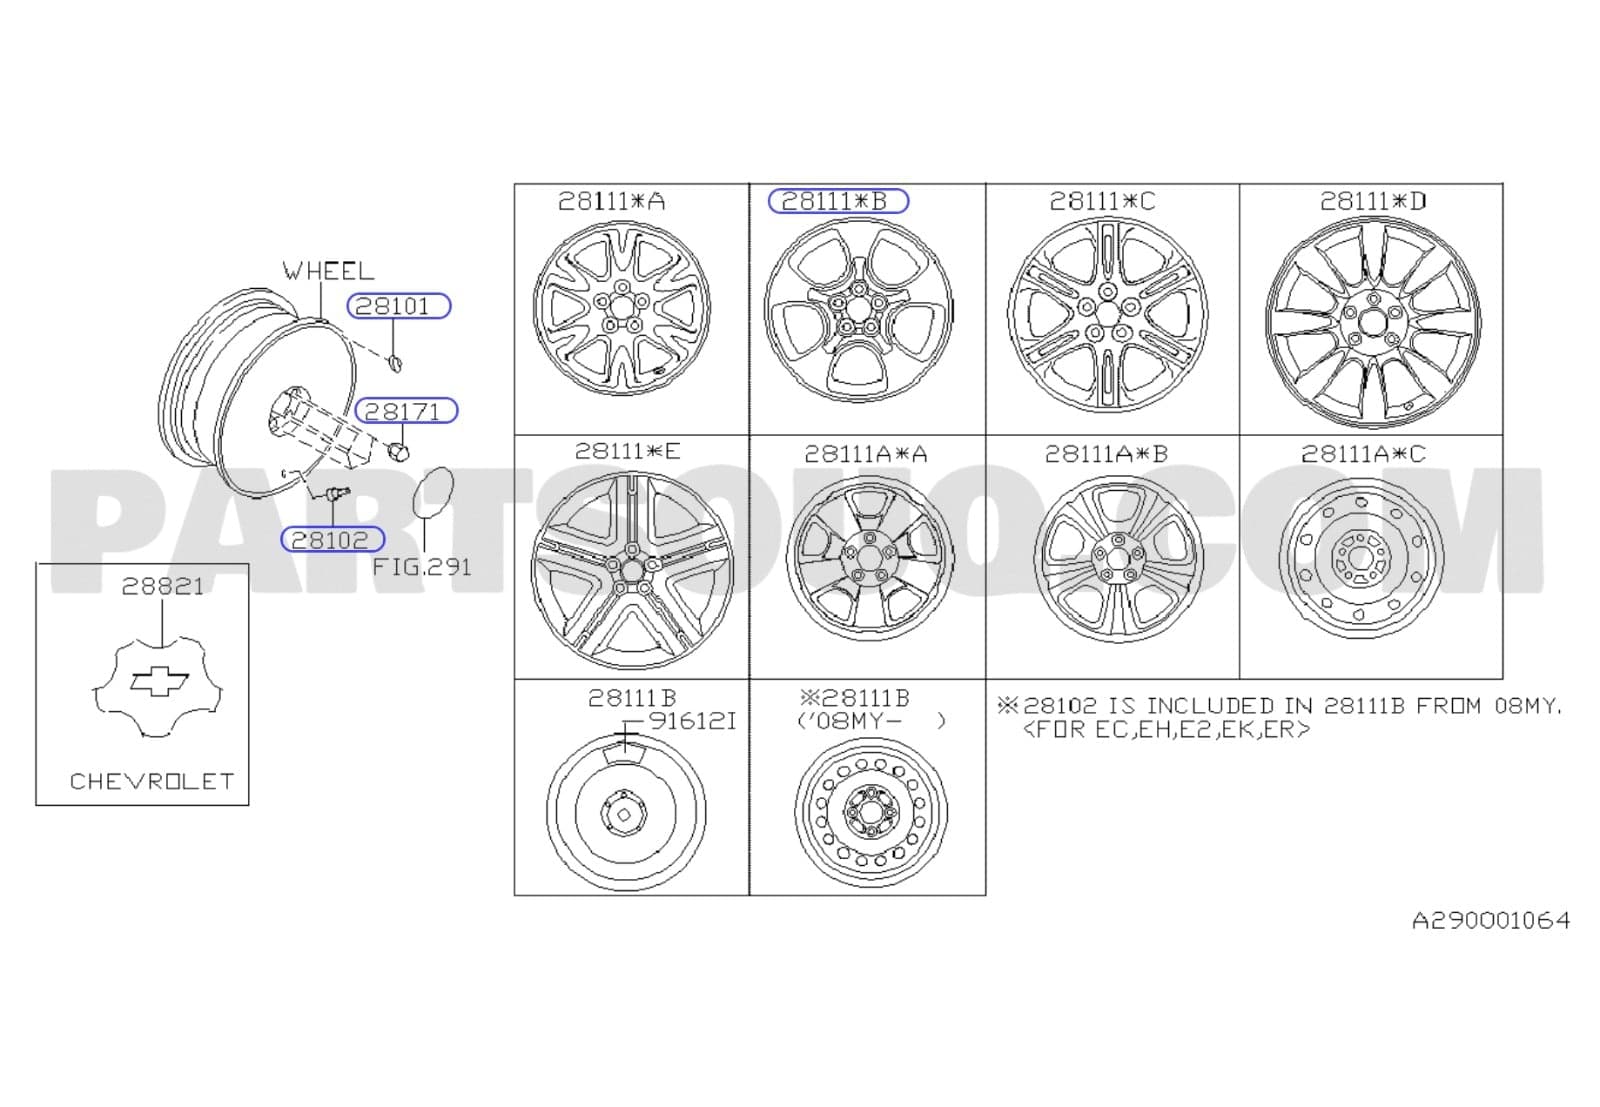 WHEEL
28101
28171
28102
FIG.291
28821
CHEVROLET
28111*A
28111*B
28111*C
28111*D
28111*E
28111A*A
28111A*B
28111A*C
28111B
91612I
※28111B
('08MY-   )
※28102 IS INCLUDED IN 28111B FROM 08MY.
<FOR EC,EH,E2,EK,ER>
A290001064
PARTSOUQ.COM